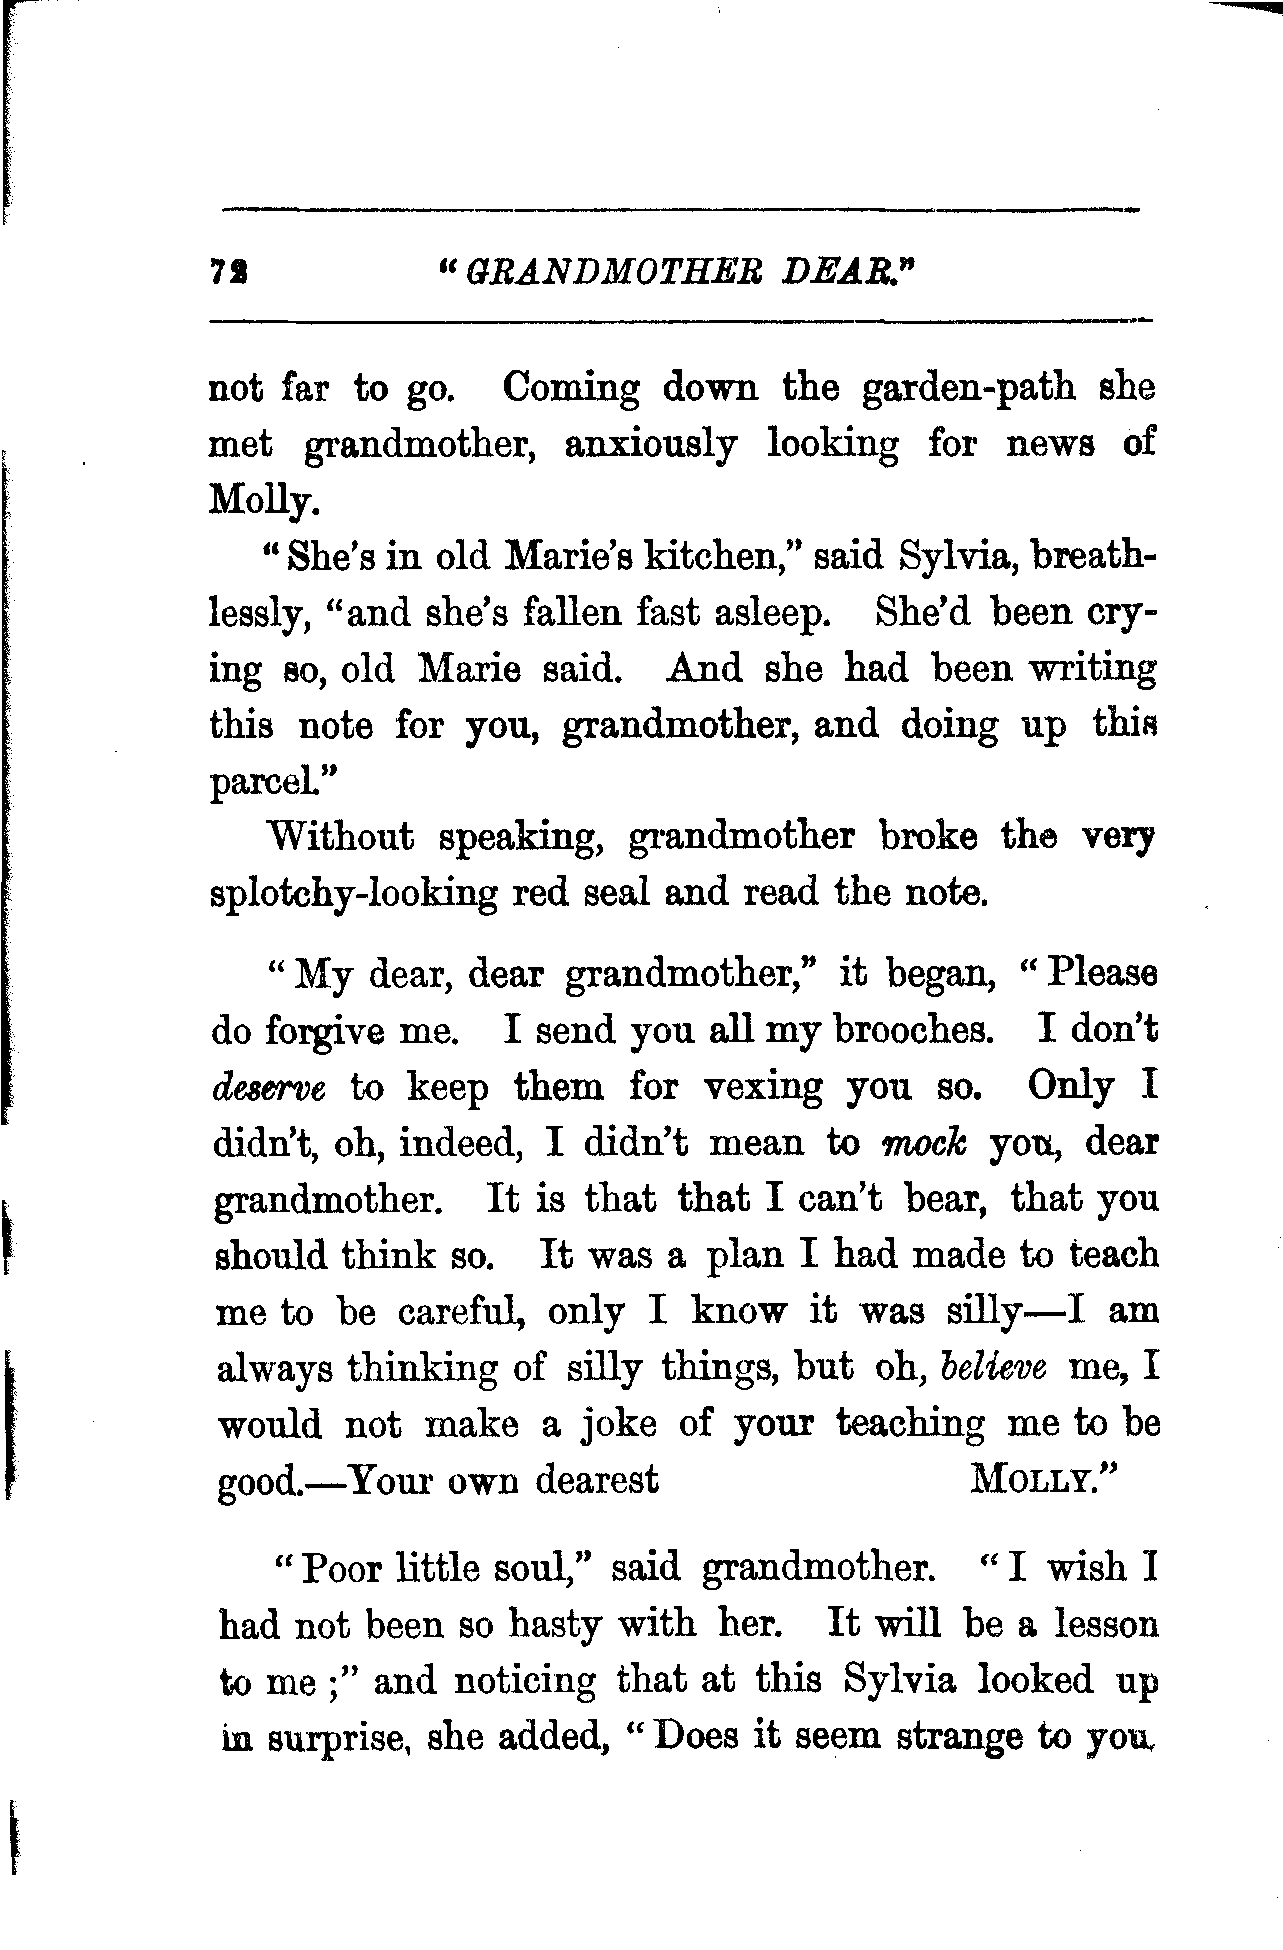 72 "GRANDMOTHER DEAR."
not far to go. Coming down the garden-path she
met grandmother, anxiously looking for news of
Molly.
"She's in old Marie's kitchen," said Sylvia, breath-
lessly, "and she's fallen fast asleep. She'd been cry-
ing so, old Marie said. And she had been writing
this note for you, grandmother, and doing up this
parcel."
Without speaking, grandmother broke the very
splotchy-looking red seal and read the note.
"My dear, dear grandmother," it began, "Please
do forgive me. I send you all my brooches. I don't
deserve to keep them for vexing you so. Only I
didn't, oh, indeed, I didn't mean to mock you, dear
grandmother. It is that that I can't bear, that you
should think so. It was a plan I had made to teach
me to be careful, only I know it was silly—I am
always thinking of silly things, but oh, believe me, I
would not make a joke of your teaching me to be
good.—Your own dearest MOLLY."
"Poor little soul," said grandmother. "I wish I
had not been so hasty with her. It will be a lesson
to me;" and noticing that at this Sylvia looked up
in surprise, she added, "Does it seem strange to you,